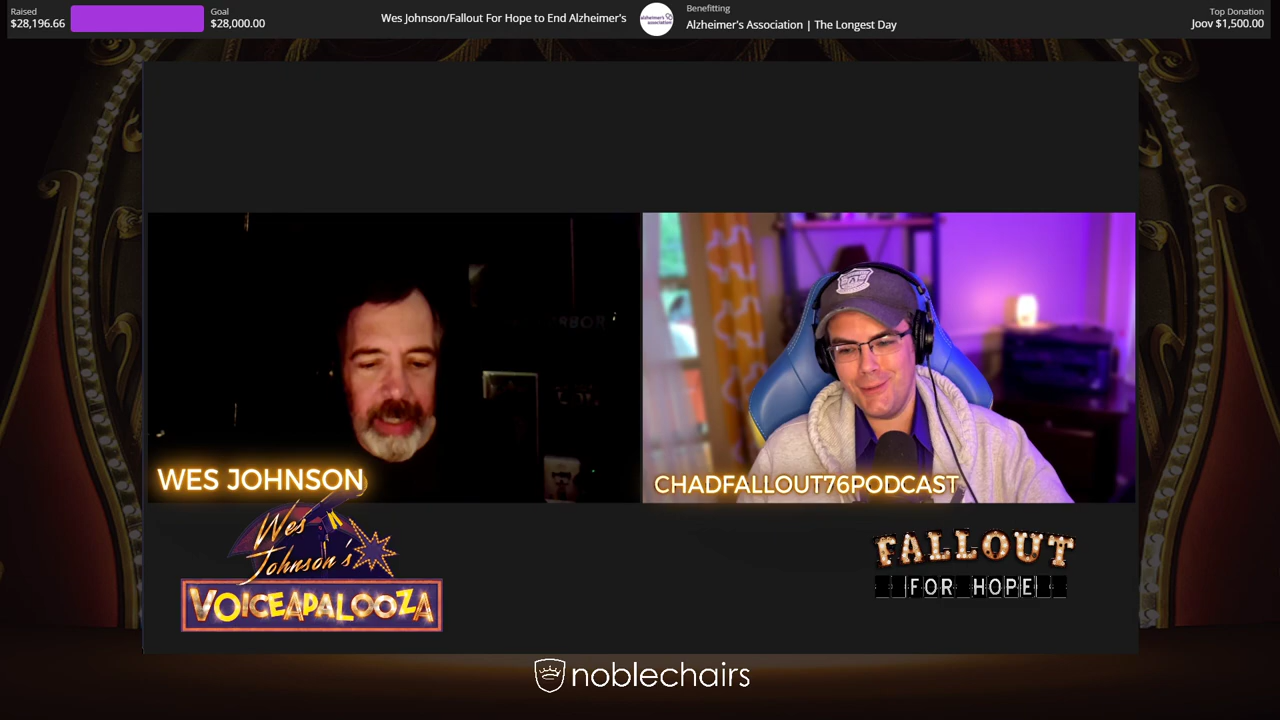 Raised
$28,196.66
Goal
$28,000.00
Wes Johnson/Fallout For Hope to End Alzheimer's
alzheimer's association
Benefitting
Alzheimer's Association | The Longest Day
Top Donation
Joov $1,500.00
WES JOHNSON
CHADFALLOUT76PODCAST
Wes
Johnson's
VOICEAPALOOZA
FALLOUT
FOR HOPE
noblechairs